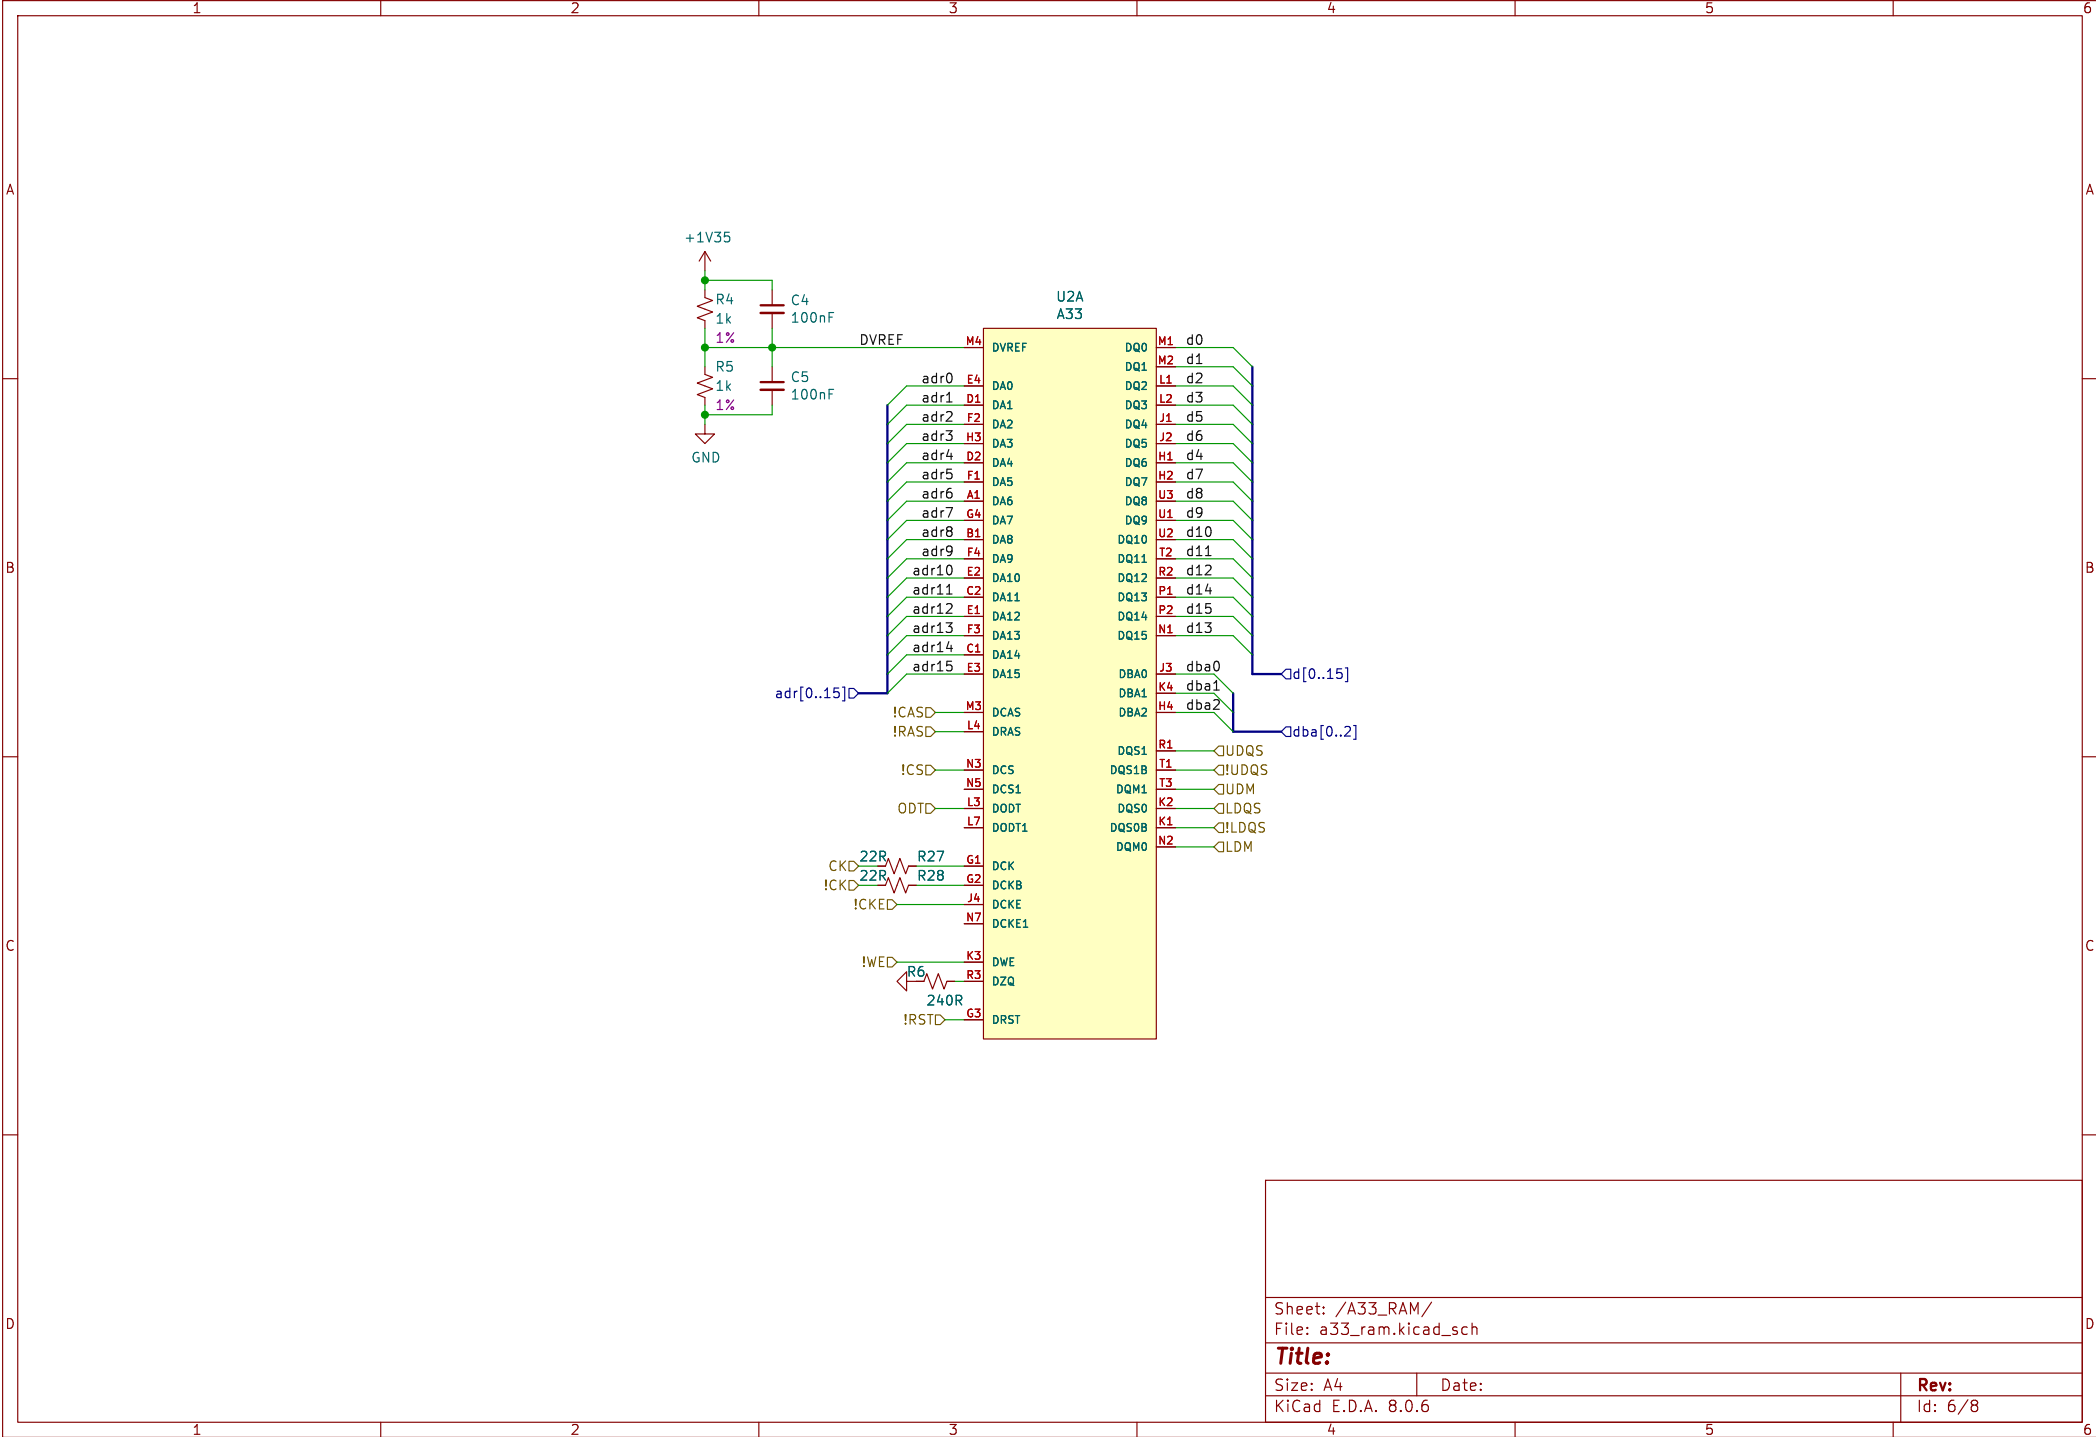 1 2 3 4 5 6
A A
+1V35
R4
1k
1%
C4
100nF
R5
1k
1%
C5
100nF
GND
DVREF
U2A
A33
M4 DVREF
adr0 E4 DA0
adr1 D1 DA1
adr2 F2 DA2
adr3 H3 DA3
adr4 D2 DA4
adr5 F1 DA5
adr6 A1 DA6
adr7 G4 DA7
adr8 B1 DA8
adr9 F4 DA9
adr10 E2 DA10
adr11 C2 DA11
adr12 E1 DA12
adr13 F3 DA13
adr14 C1 DA14
adr15 E3 DA15
adr[0..15]
!CAS M3 DCAS
!RAS L4 DRAS
!CS N3 DCS
N5 DCS1
ODT L3 DODT
L7 DODT1
CK 22R R27 G1 DCK
!CK 22R R28 G2 DCKB
!CKE J4 DCKE
N7 DCKE1
!WE K3 DWE
R6 R3 DZQ
240R
!RST G3 DRST
DQ0 M1 d0
DQ1 M2 d1
DQ2 L1 d2
DQ3 L2 d3
DQ4 J1 d5
DQ5 J2 d6
DQ6 H1 d4
DQ7 H2 d7
DQ8 U3 d8
DQ9 U1 d9
DQ10 U2 d10
DQ11 T2 d11
DQ12 R2 d12
DQ13 P1 d14
DQ14 P2 d15
DQ15 N1 d13
d[0..15]
DBA0 J3 dba0
DBA1 K4 dba1
DBA2 H4 dba2
dba[0..2]
DQS1 R1 UDQS
DQS1B T1 !UDQS
DQM1 T3 UDM
DQS0 K2 LDQS
DQS0B K1 !LDQS
DQM0 N2 LDM
B B
C C
D D
Sheet: /A33_RAM/
File: a33_ram.kicad_sch
Title:
Size: A4 Date: Rev:
KiCad E.D.A. 8.0.6 Id: 6/8
1 2 3 4 5 6